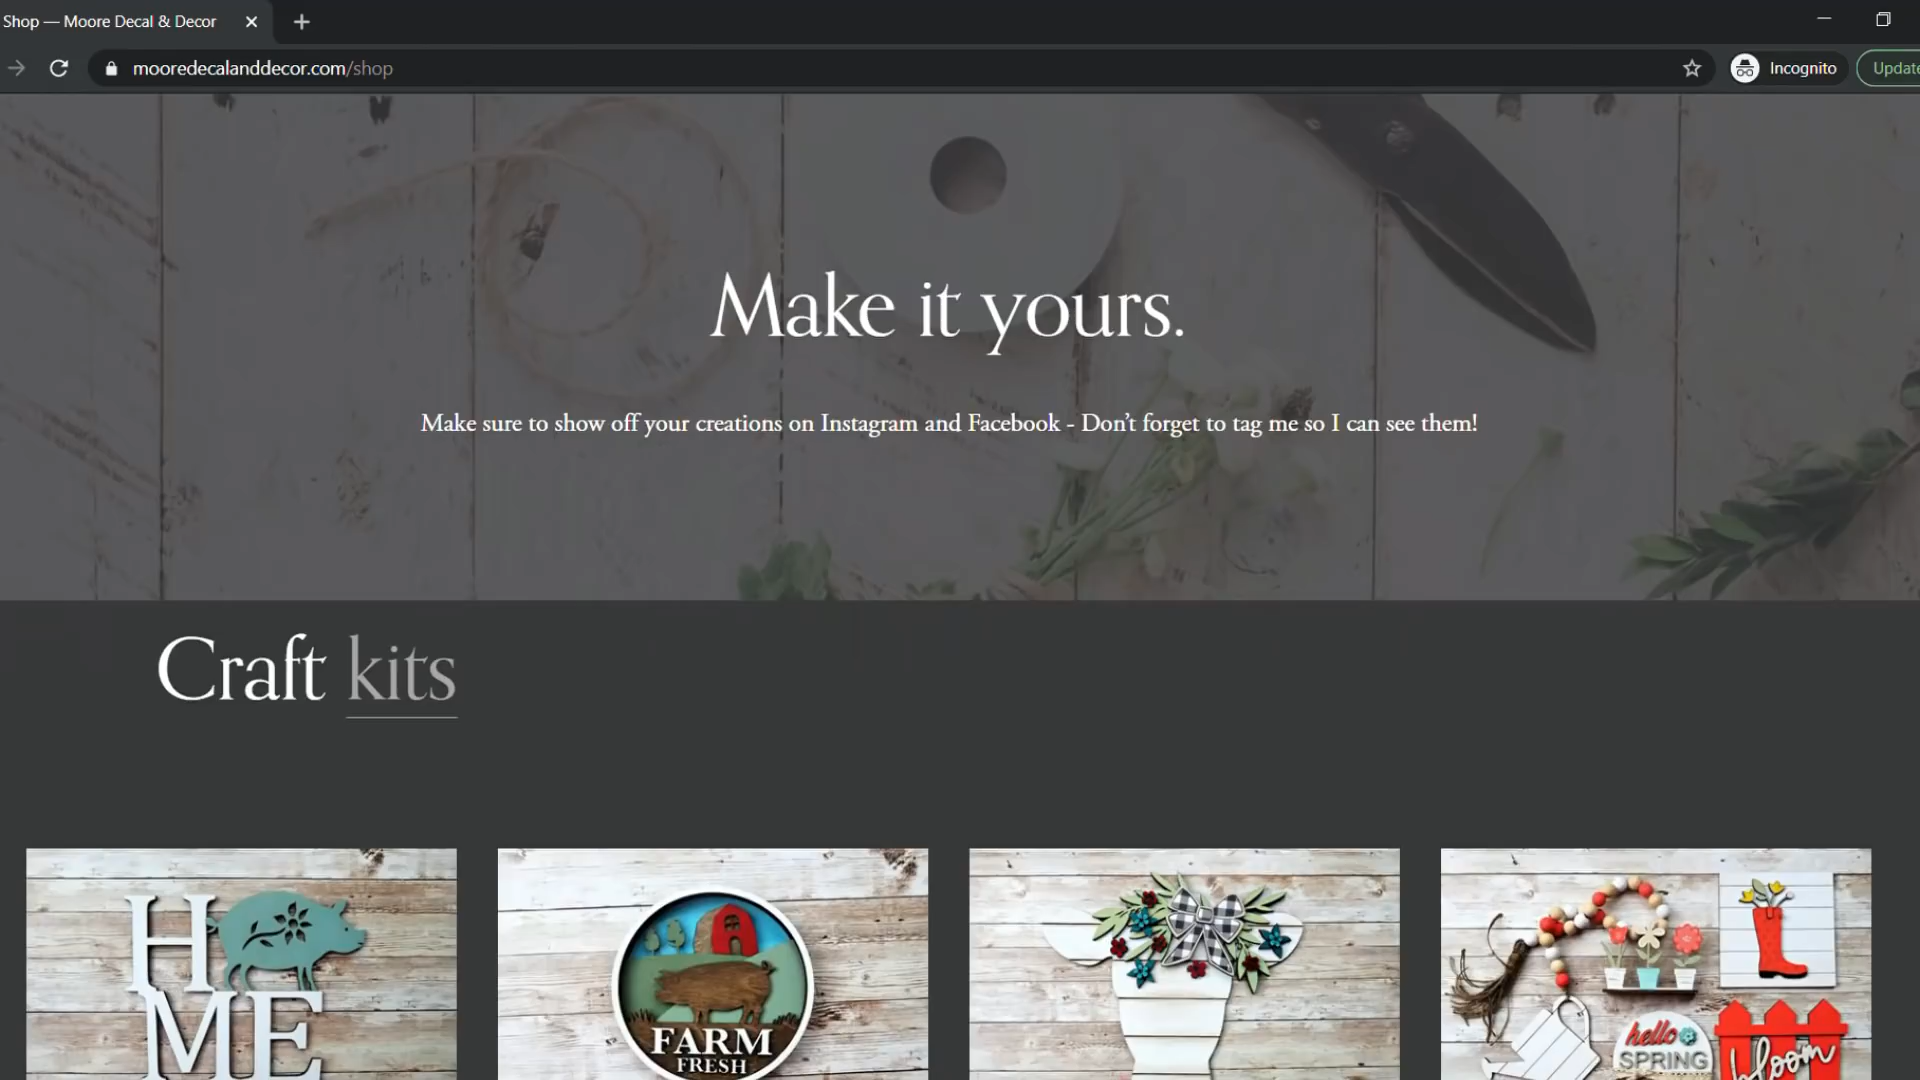 Shop — Moore Decal & Decor
mooredecalanddecor.com/shop
Incognito
Update
Make it yours.
Make sure to show off your creations on Instagram and Facebook - Don’t forget to tag me so I can see them!
Craft kits
HOME
FARM
FRESH
hello
SPRING
bloom